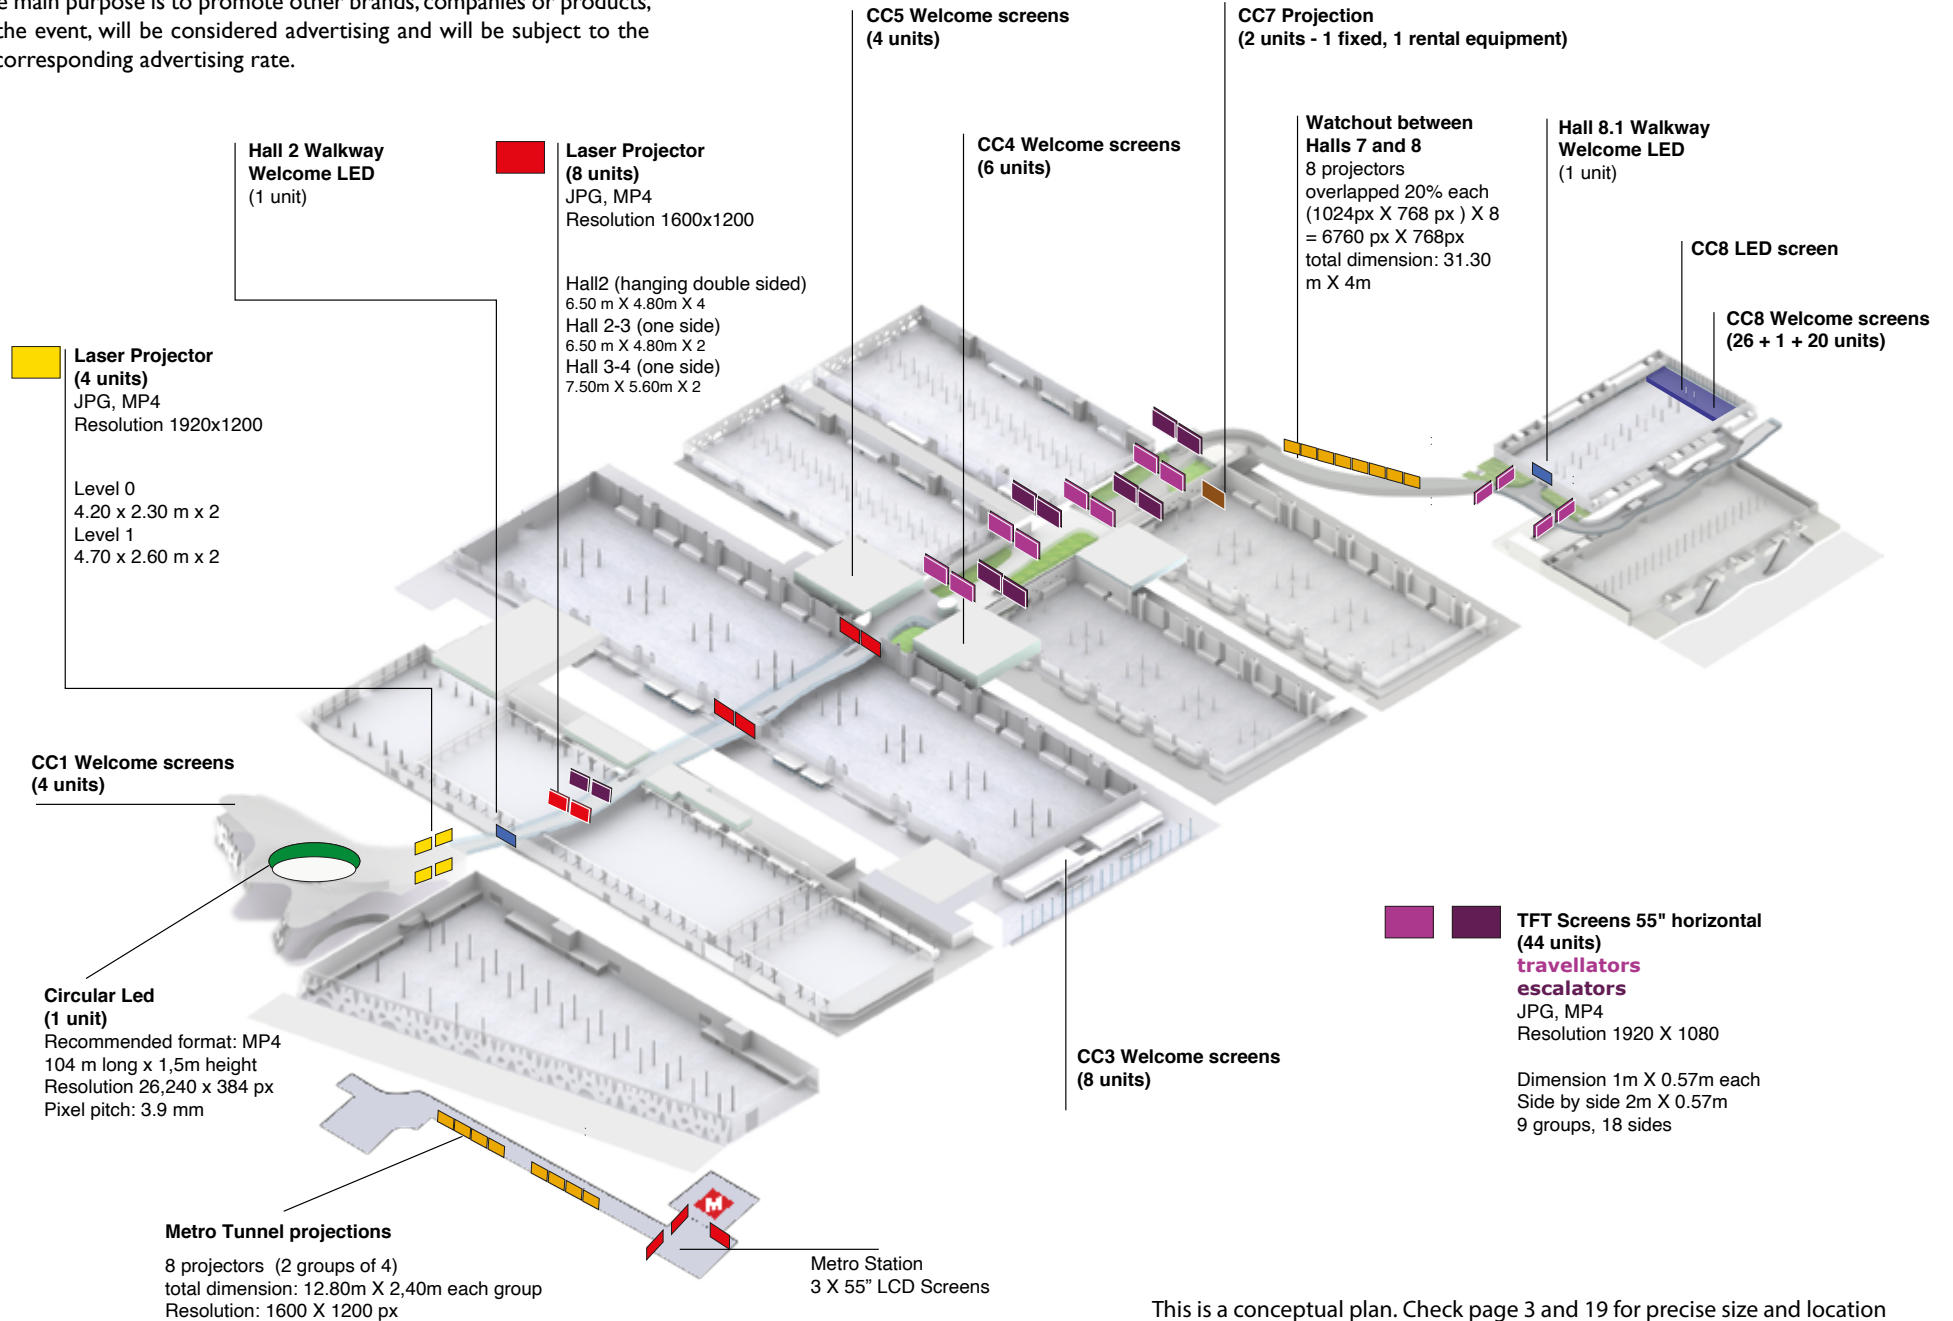 e main purpose is to promote other brands, companies or products,
the event, will be considered advertising and will be subject to the
corresponding advertising rate.
CC5 Welcome screens
(4 units)
CC7 Projection
(2 units - 1 fixed, 1 rental equipment)
Hall 2 Walkway
Welcome LED
(1 unit)
Laser Projector
(8 units)
JPG, MP4
Resolution 1600x1200
Hall2 (hanging double sided)
6.50 m X 4.80m X 4
Hall 2-3 (one side)
6.50 m X 4.80m X 2
Hall 3-4 (one side)
7.50m X 5.60m X 2
CC4 Welcome screens
(6 units)
Watchout between
Halls 7 and 8
8 projectors
overlapped 20% each
(1024px X 768 px ) X 8
= 6760 px X 768px
total dimension: 31.30
m X 4m
Hall 8.1 Walkway
Welcome LED
(1 unit)
CC8 LED screen
CC8 Welcome screens
(26 + 1 + 20 units)
Laser Projector
(4 units)
JPG, MP4
Resolution 1920x1200
Level 0
4.20 x 2.30 m x 2
Level 1
4.70 x 2.60 m x 2
CC1 Welcome screens
(4 units)
Circular Led
(1 unit)
Recommended format: MP4
104 m long x 1,5m height
Resolution 26,240 x 384 px
Pixel pitch: 3.9 mm
CC3 Welcome screens
(8 units)
TFT Screens 55" horizontal
(44 units)
travellators
escalators
JPG, MP4
Resolution 1920 X 1080
Dimension 1m X 0.57m each
Side by side 2m X 0.57m
9 groups, 18 sides
M
Metro Tunnel projections
8 projectors (2 groups of 4)
total dimension: 12.80m X 2,40m each group
Resolution: 1600 X 1200 px
Metro Station
3 X 55” LCD Screens
This is a conceptual plan. Check page 3 and 19 for precise size and location